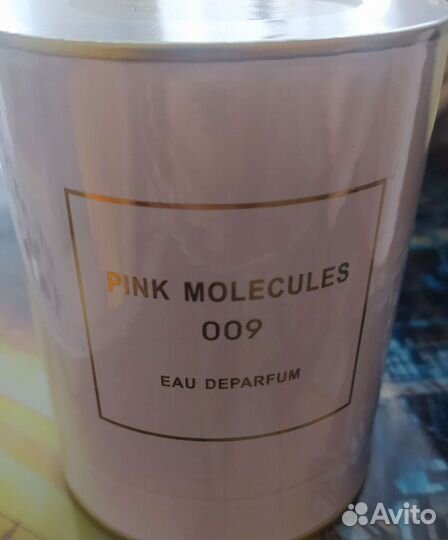 PINK MOLECULES
009
EAU DEPARFUM
Avito